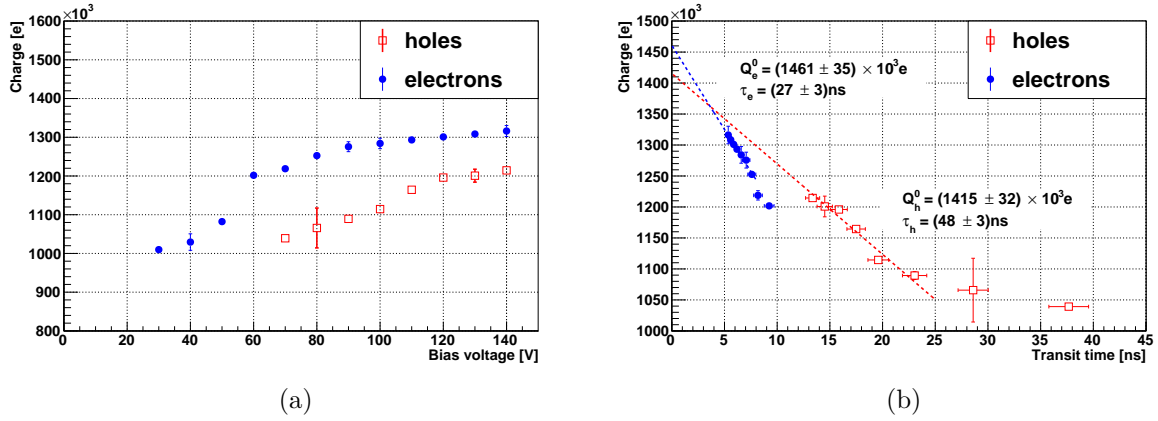 ×10³
Charge [e]
1600
1500
1400
1300
1200
1100
1000
900
800
0
20
40
60
80
100
120
140
Bias voltage [V]
holes
electrons
(a)
×10³
Charge [e]
1500
1450
1400
1350
1300
1250
1200
1150
1100
1050
1000
0
5
10
15
20
25
30
35
40
45
Transit time [ns]
holes
electrons
Q⁰ₑ = (1461 ± 35) × 10³e
τₑ = (27 ± 3)ns
Q⁰ₕ = (1415 ± 32) × 10³e
τₕ = (48 ± 3)ns
(b)